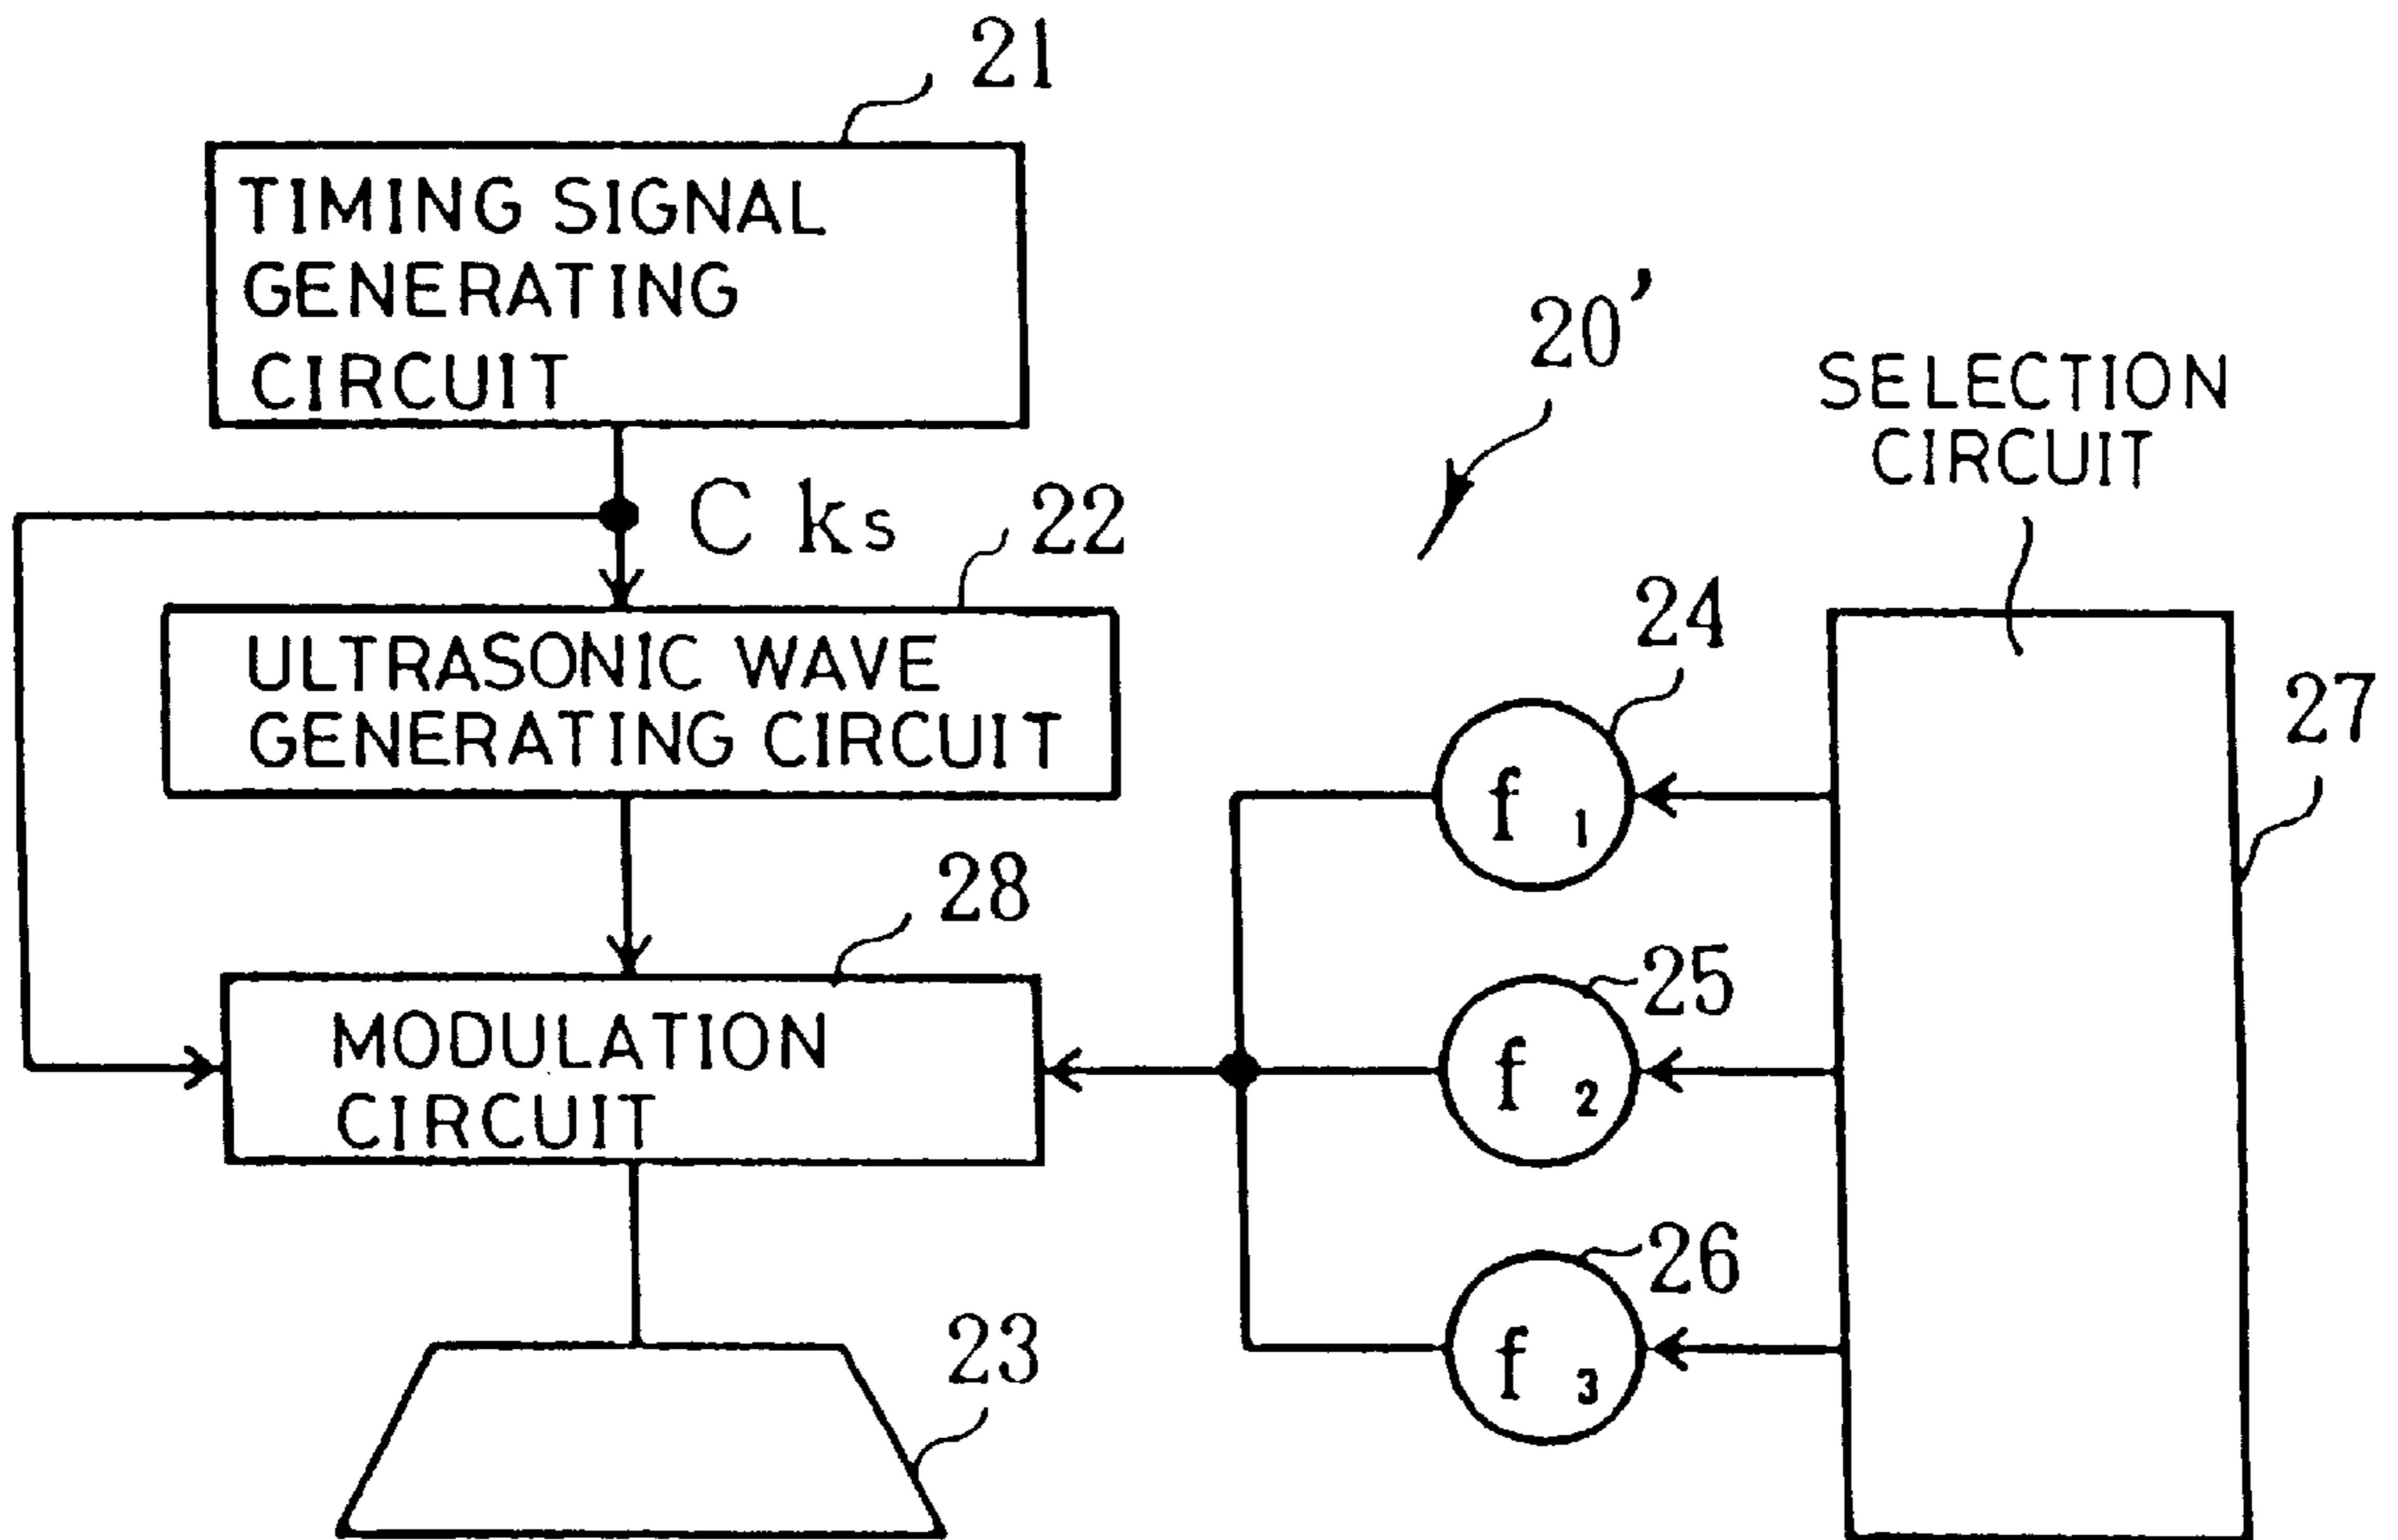 21
TIMING SIGNAL
GENERATING
CIRCUIT
20'
SELECTION
CIRCUIT
C ks
22
ULTRASONIC WAVE
GENERATING CIRCUIT
24
27
f 1
28
25
MODULATION
CIRCUIT
f 2
26
23
f 3